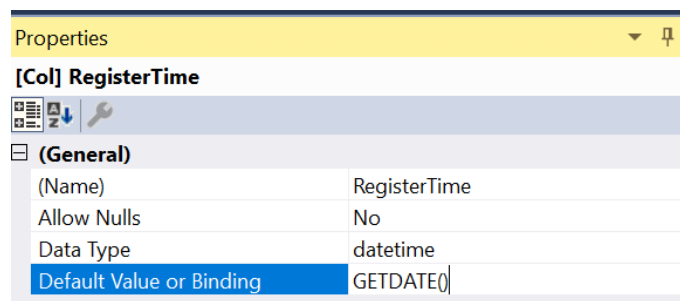 Properties
[Col] RegisterTime
(General)
(Name) RegisterTime
Allow Nulls No
Data Type datetime
Default Value or Binding GETDATE()